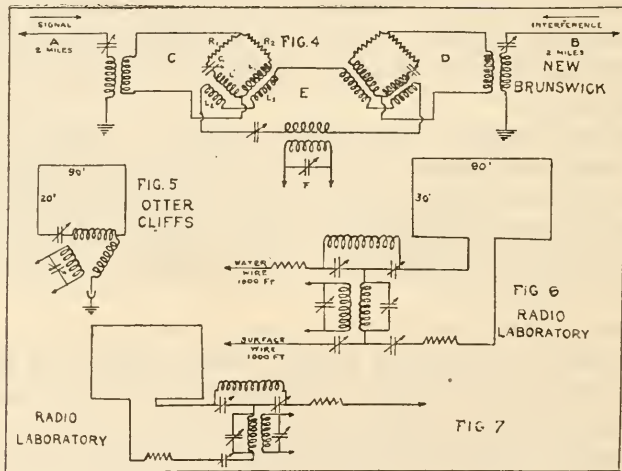 SIGNAL
INTERFERENCE
A
2 MILES
C
R₁
R₂
FIG. 4
C
L₂
L₃
E
D
B
2 MILES
NEW
BRUNSWICK
F
90'
20'
FIG. 5
OTTER
CLIFFS
80'
30'
WATER
WIRE
1000 FT
FIG 6
RADIO
LABORATORY
SURFACE
WIRE
1000 FT
RADIO
LABORATORY
FIG 7